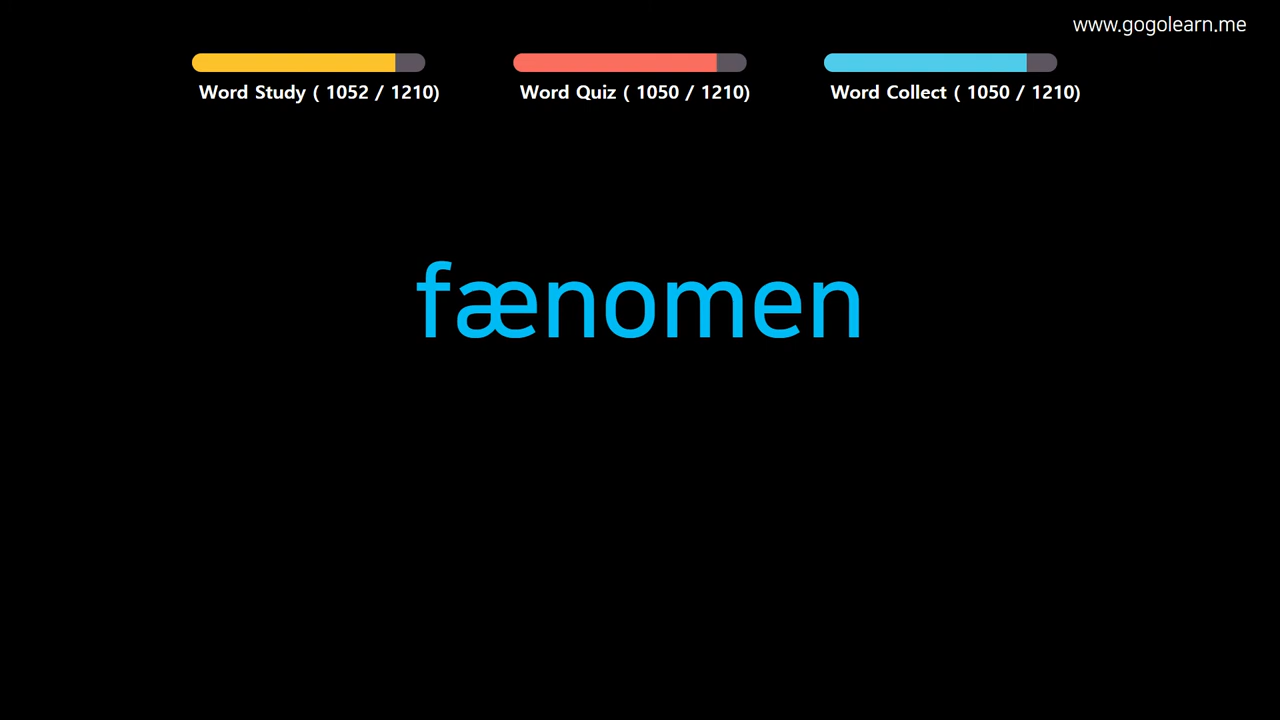 www.gogolearn.me
Word Study ( 1052 / 1210)
Word Quiz ( 1050 / 1210)
Word Collect ( 1050 / 1210)
fænomen